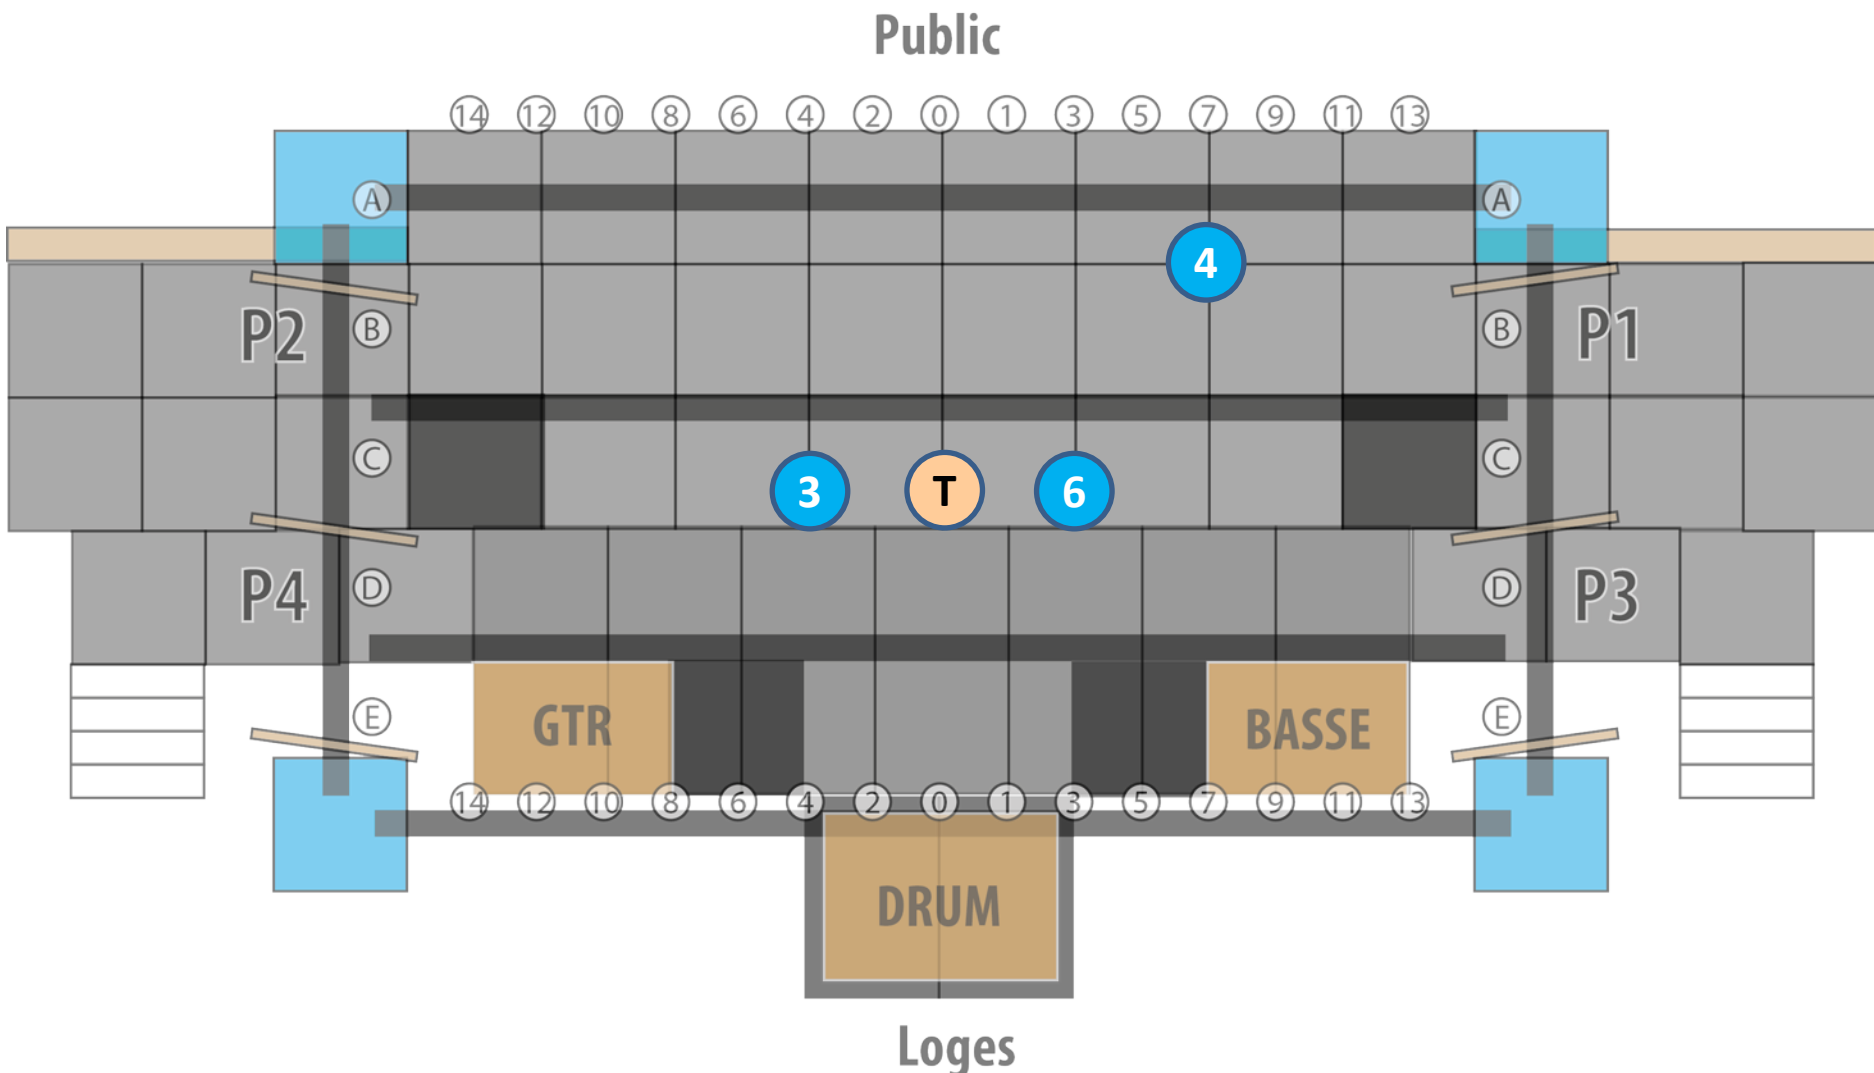 Public
14 12 10 8 6 4 2 0 1 3 5 7 9 11 13
A A
4
P2 B B P1
C C
3 T 6
P4 D D P3
E E
GTR BASSE
14 12 10 8 6 4 2 0 1 3 5 7 9 11 13
DRUM
Loges